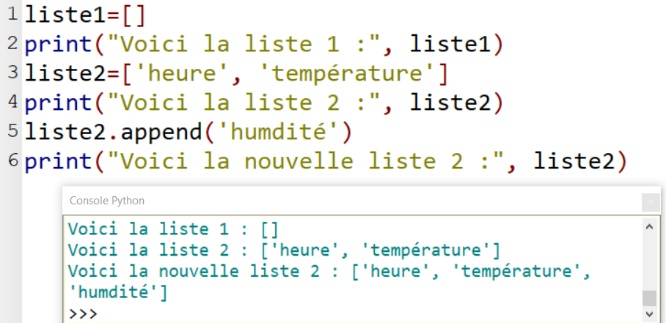 1 liste1=[]
2 print("Voici la liste 1 :", liste1)
3 liste2=['heure', 'température']
4 print("Voici la liste 2 :", liste2)
5 liste2.append('humdité')
6 print("Voici la nouvelle liste 2 :", liste2)
Console Python
Voici la liste 1 : []
Voici la liste 2 : ['heure', 'température']
Voici la nouvelle liste 2 : ['heure', 'température',
'humdité']
>>>